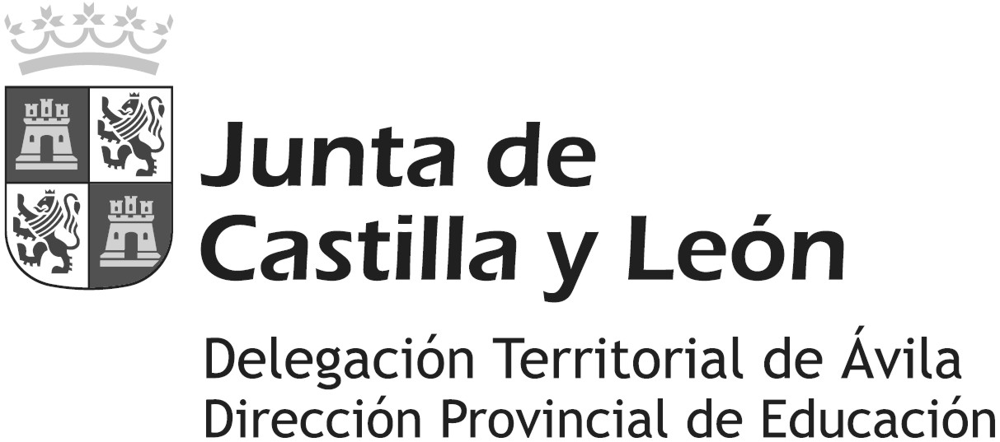 Junta de
Castilla y León
Delegación Territorial de Ávila
Dirección Provincial de Educación